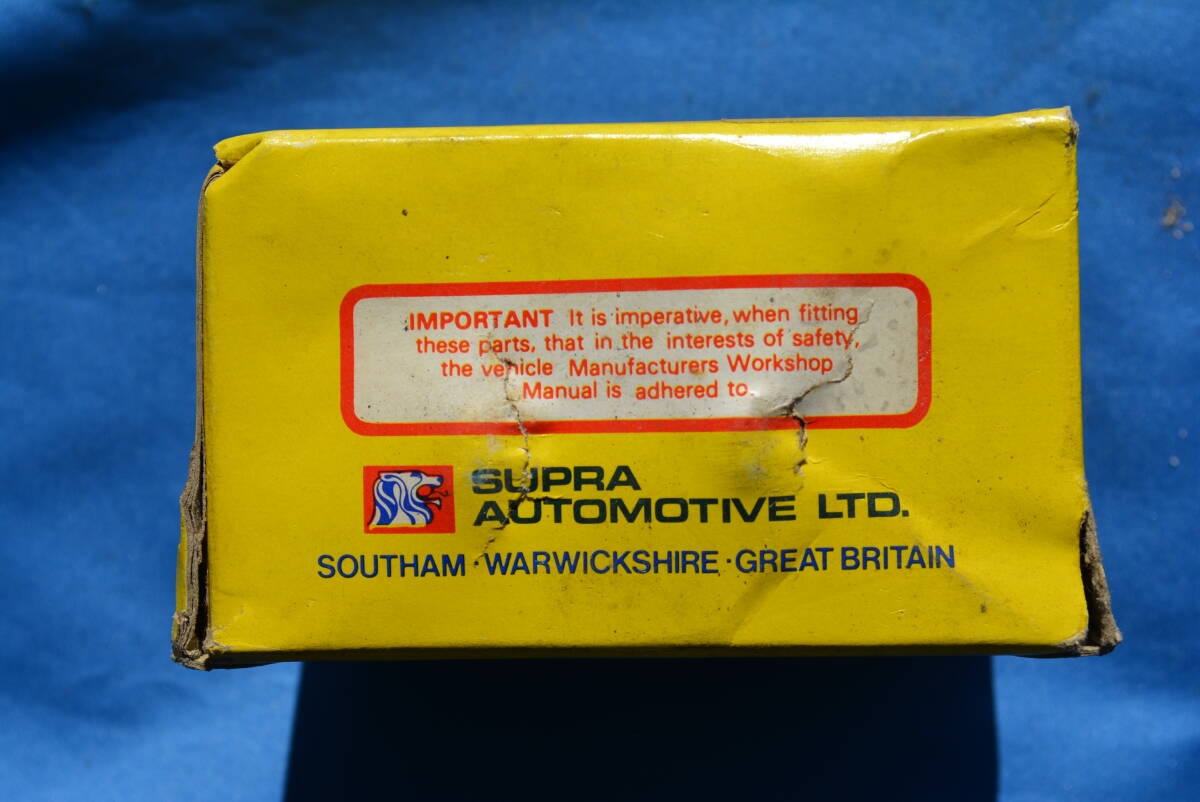 IMPORTANT It is imperative, when fitting
these parts, that in the interests of safety,
the vehicle Manufacturers Workshop
Manual is adhered to.
SUPRA
AUTOMOTIVE LTD.
SOUTHAM · WARWICKSHIRE · GREAT BRITAIN